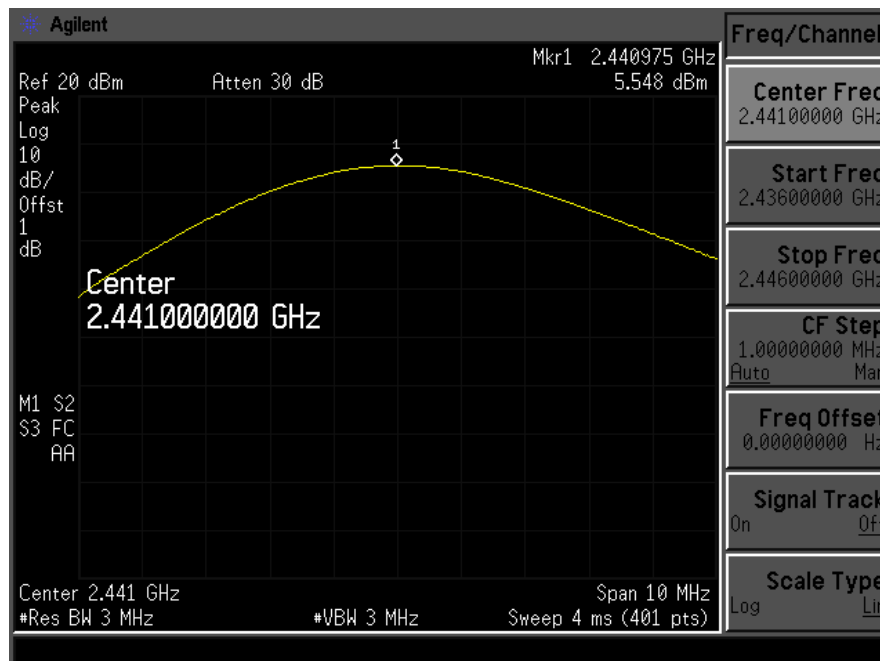 Agilent
Freq/Channel
Mkr1 2.440975 GHz
Ref 20 dBm Atten 30 dB 5.548 dBm
Peak
Log
10
dB/
Offst
1
dB
1
Center
2.441000000 GHz
M1 S2
S3 FC
AA
Center 2.441 GHz Span 10 MHz
#Res BW 3 MHz #VBW 3 MHz Sweep 4 ms (401 pts)
Center Freq
2.44100000 GHz
Start Freq
2.43600000 GHz
Stop Freq
2.44600000 GHz
CF Step
1.00000000 MHz
Auto Man
Freq Offset
0.00000000 Hz
Signal Track
On Off
Scale Type
Log Lin